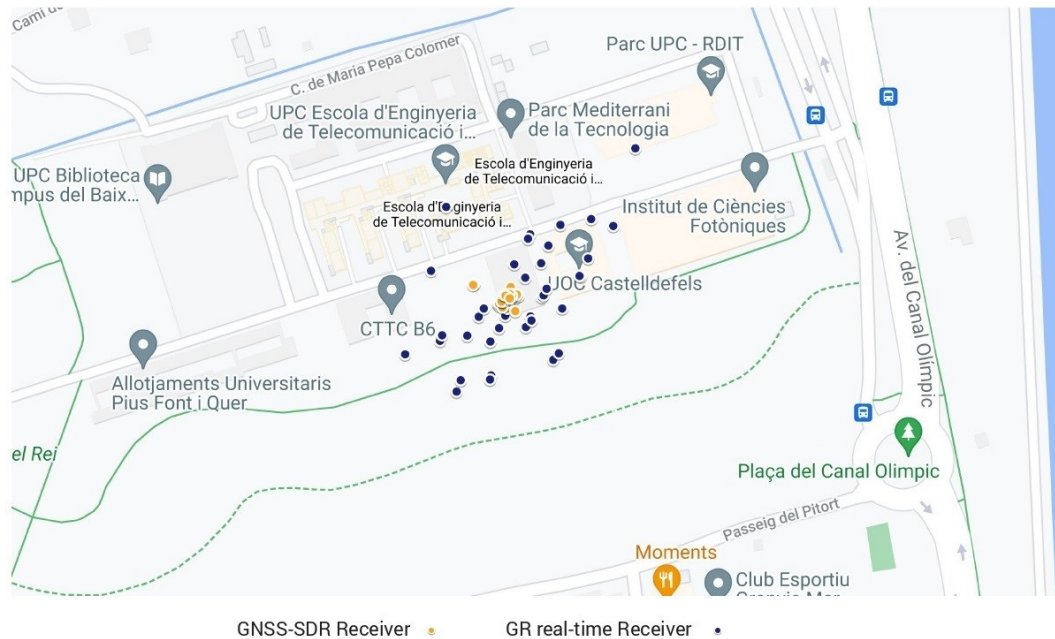 Cami de
C. de Maria Pepa Colomer
Parc UPC - RDIT
UPC Escola d'Enginyeria
de Telecomunicació i...
Parc Mediterrani
de la Tecnologia
Escola d'Enginyeria
de Telecomunicació i...
UPC Biblioteca
mpus del Baix...
Escola d'Enginyeria
de Telecomunicació i...
Institut de Ciències
Fotòniques
UOC Castelldefels
Av. del Canal Olímpic
CTTC B6
Allotjaments Universitaris
Pius Font i Quer
el Rei
Plaça del Canal Olimpic
Passeig del Pitort
Moments
Club Esportiu
GNSS-SDR Receiver
GR real-time Receiver